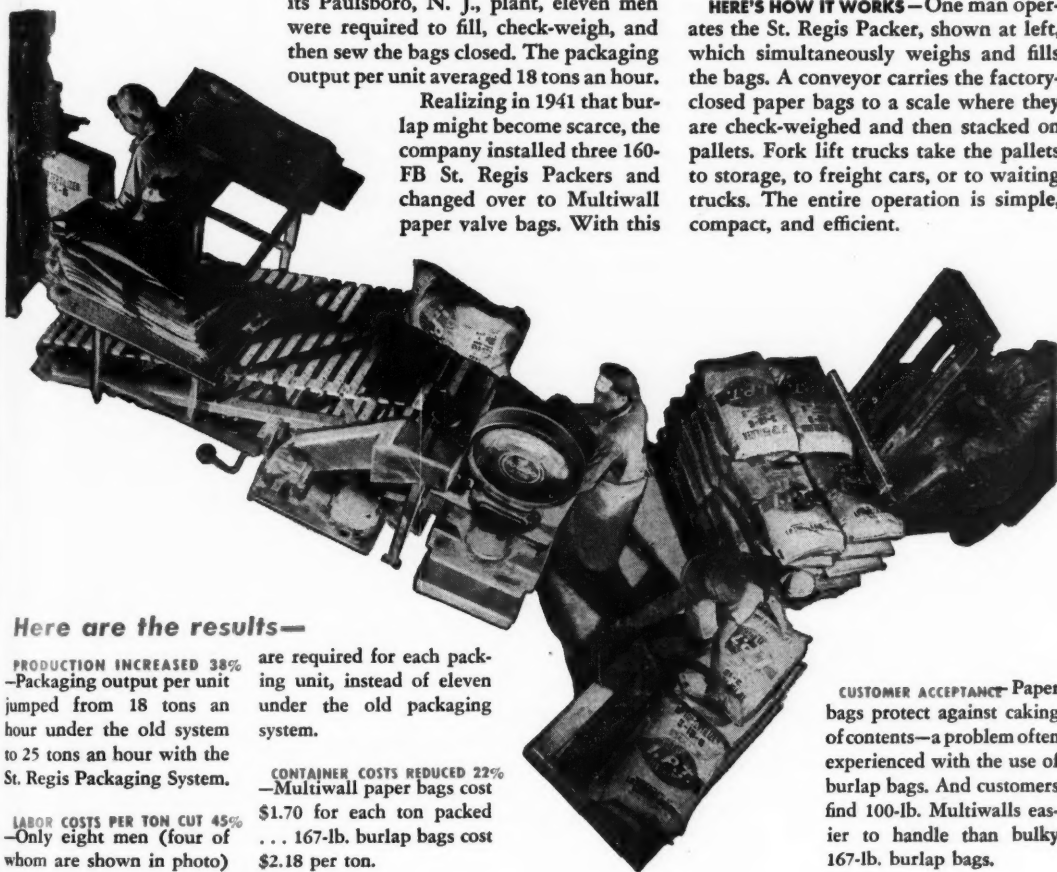 its Paulsboro, N. J., plant, eleven men
were required to fill, check-weigh, and
then sew the bags closed. The packaging
output per unit averaged 18 tons an hour.
Realizing in 1941 that bur-
lap might become scarce, the
company installed three 160-
FB St. Regis Packers and
changed over to Multiwall
paper valve bags. With this
HERE'S HOW IT WORKS—One man oper-
ates the St. Regis Packer, shown at left,
which simultaneously weighs and fills
the bags. A conveyor carries the factory-
closed paper bags to a scale where they
are check-weighed and then stacked on
pallets. Fork lift trucks take the pallets
to storage, to freight cars, or to waiting
trucks. The entire operation is simple,
compact, and efficient.
Here are the results—
PRODUCTION INCREASED 38%
—Packaging output per unit
jumped from 18 tons an
hour under the old system
to 25 tons an hour with the
St. Regis Packaging System.
LABOR COSTS PER TON CUT 45%
—Only eight men (four of
whom are shown in photo)
are required for each pack-
ing unit, instead of eleven
under the old packaging
system.
CONTAINER COSTS REDUCED 22%
—Multiwall paper bags cost
$1.70 for each ton packed
. . . 167-lb. burlap bags cost
$2.18 per ton.
CUSTOMER ACCEPTANCE—Paper
bags protect against caking
of contents—a problem often
experienced with the use of
burlap bags. And customers
find 100-lb. Multiwalls eas-
ier to handle than bulky
167-lb. burlap bags.